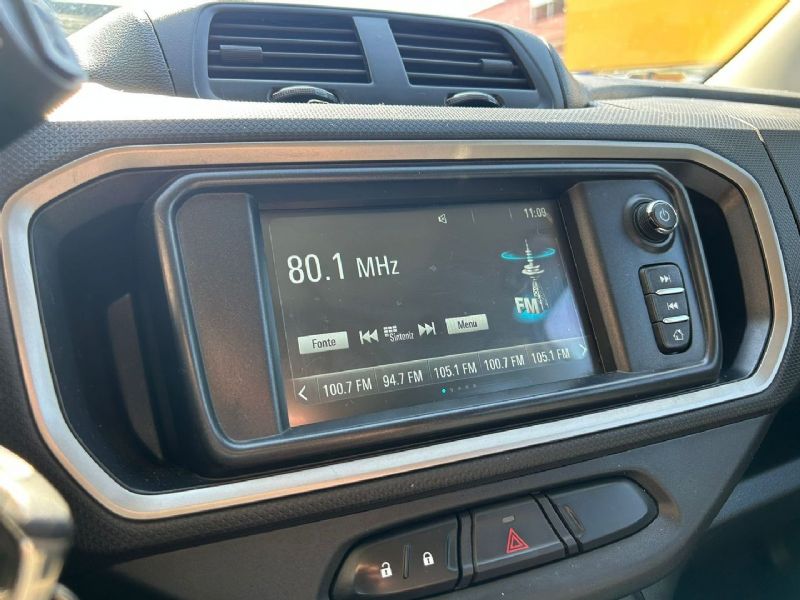 11:09
80.1 MHz
FM
Fonte
Sintoniz
Menu
100.7 FM 94.7 FM 105.1 FM 100.7 FM 105.1 FM